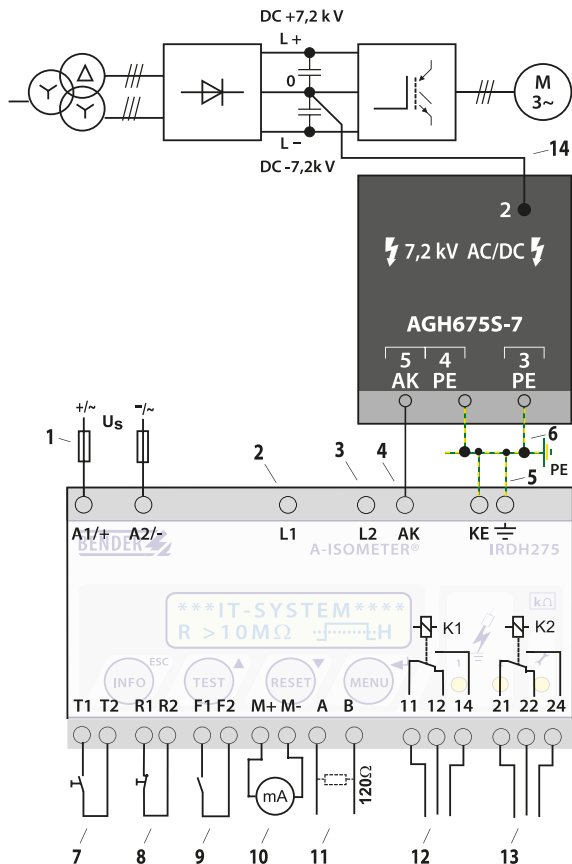 DC +7,2 k V
L +
0
M
3~
L –
DC -7,2k V
14
2
7,2 kV AC/DC
AGH675S-7
5 4 3
AK PE PE
+/~ Us -/~
1 2 3 4 5 6
PE
A1/+ A2/- L1 L2 AK KE
BENDER A-ISOMETER® IRDH275
***IT-SYSTEM****
R >10MΩ H
kΩ
K1 K2
ESC
INFO TEST RESET MENU
1
T1 T2 R1 R2 F1 F2 M+ M- A B 11 12 14 21 22 24
mA
120Ω
7 8 9 10 11 12 13